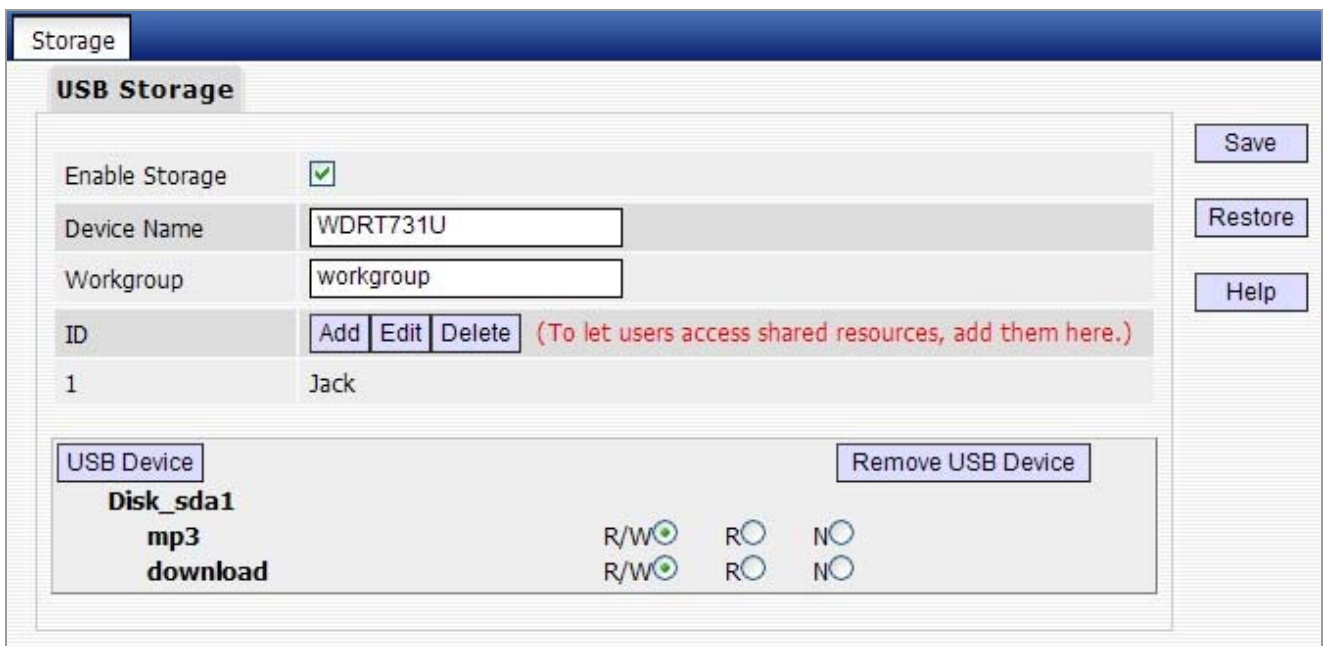 Storage
USB Storage
Save
Enable Storage
Device Name WDRT731U
Restore
Workgroup workgroup
Help
ID Add Edit Delete (To let users access shared resources, add them here.)
1 Jack
USB Device Remove USB Device
Disk_sda1
mp3 R/W R N
download R/W R N